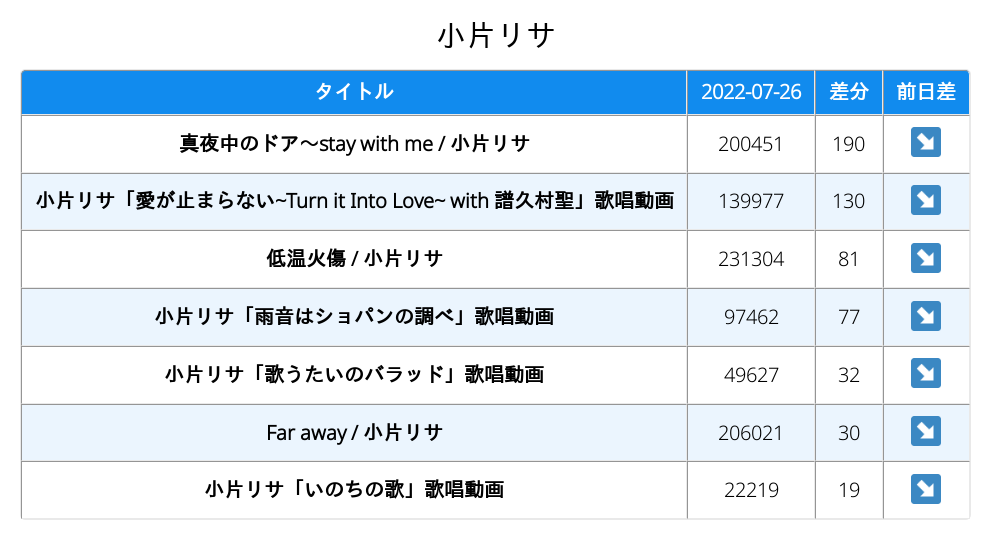 小片リサ
タイトル 2022-07-26 差分 前日差
真夜中のドア〜stay with me / 小片リサ 200451 190 ↘
小片リサ「愛が止まらない~Turn it Into Love~ with 譜久村聖」歌唱動画 139977 130 ↘
低温火傷 / 小片リサ 231304 81 ↘
小片リサ「雨音はショパンの調べ」歌唱動画 97462 77 ↘
小片リサ「歌うたいのバラッド」歌唱動画 49627 32 ↘
Far away / 小片リサ 206021 30 ↘
小片リサ「いのちの歌」歌唱動画 22219 19 ↘